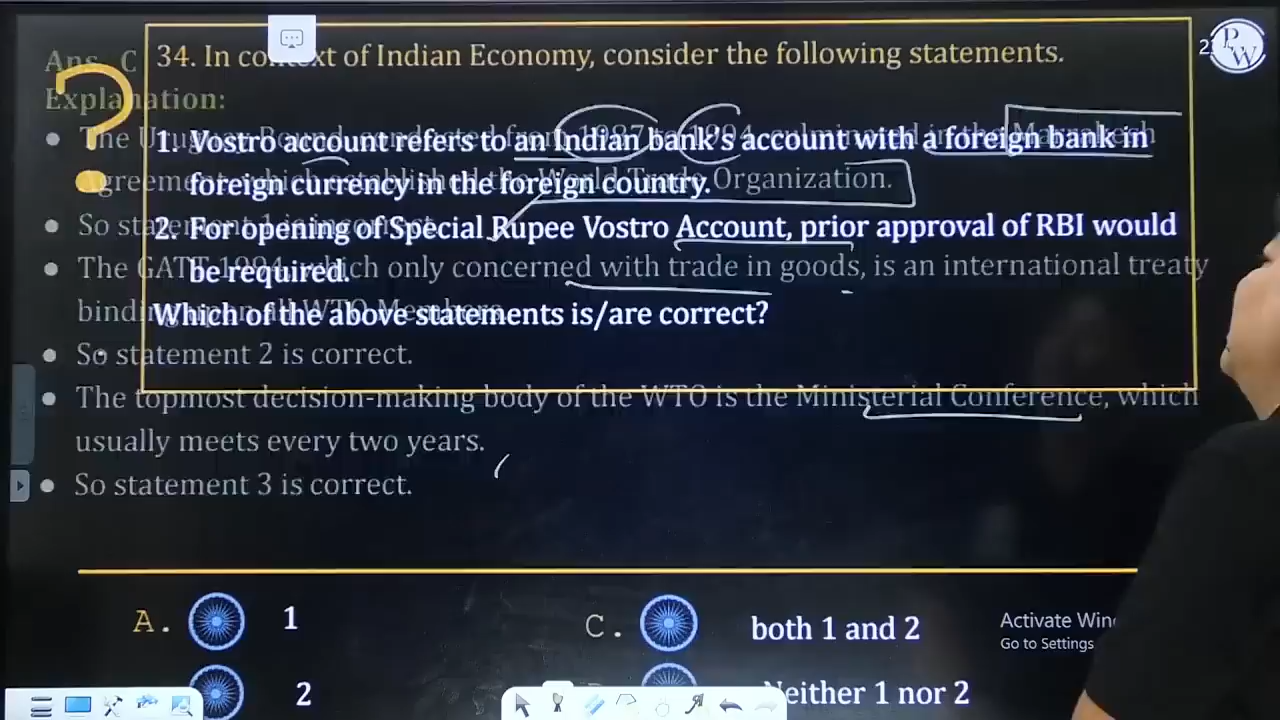 Ans. C
34. In context of Indian Economy, consider the following statements.
PW
Explanation:
The Uruguay Round, conducted from 1987 to 1994, culminated in the Marrakesh
1. Vostro account refers to an Indian bank's account with a foreign bank in
Agreement, which established the World Trade Organization.
foreign currency in the foreign country.
So statement 1 is incorrect.
2. For opening of Special Rupee Vostro Account, prior approval of RBI would
The GATT 1994, which only concerned with trade in goods, is an international treaty
be required.
binding upon all WTO Members.
Which of the above statements is/are correct?
So statement 2 is correct.
The topmost decision-making body of the WTO is the Ministerial Conference, which
usually meets every two years.
So statement 3 is correct.
A. 1
C. both 1 and 2
Activate Win
Go to Settings
2
Neither 1 nor 2